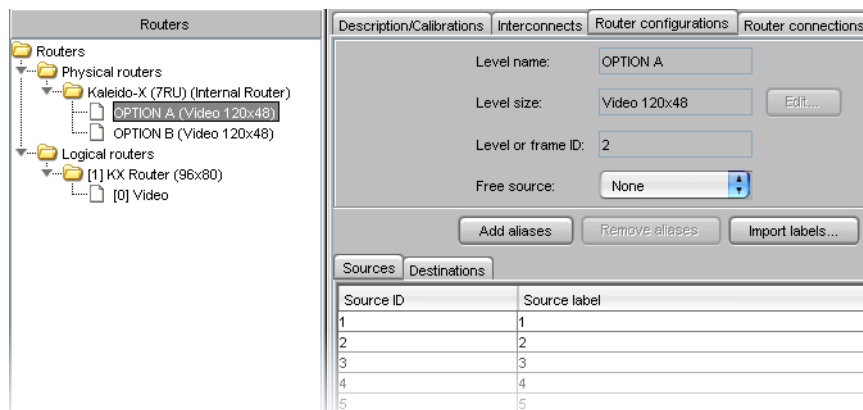 Routers
Routers
Physical routers
Kaleido-X (7RU) (Internal Router)
OPTION A (Video 120x48)
OPTION B (Video 120x48)
Logical routers
[1] KX Router (96x80)
[0] Video
Description/Calibrations Interconnects Router configurations Router connections
Level name: OPTION A
Level size: Video 120x48 Edit...
Level or frame ID: 2
Free source: None
Add aliases Remove aliases Import labels...
Sources Destinations
Source ID Source label
1 1
2 2
3 3
4 4
5 5